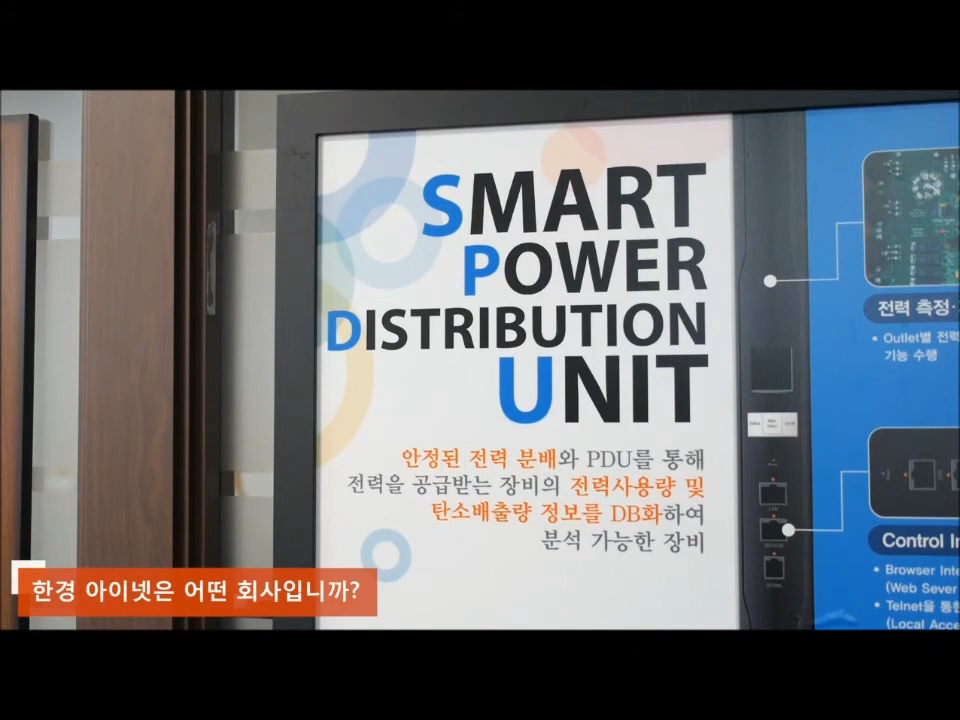 SMART
POWER
DISTRIBUTION
UNIT
안정된 전력 분배와 PDU를 통해
전력을 공급받는 장비의 전력사용량 및
탄소배출량 정보를 DB화하여
분석 가능한 장비
전력 측정·
• Outlet별 전력
기능 수행
Control In
• Browser Inte
(Web Sever
• Telnet을 통한
(Local Acce
한경 아이넷은 어떤 회사입니까?